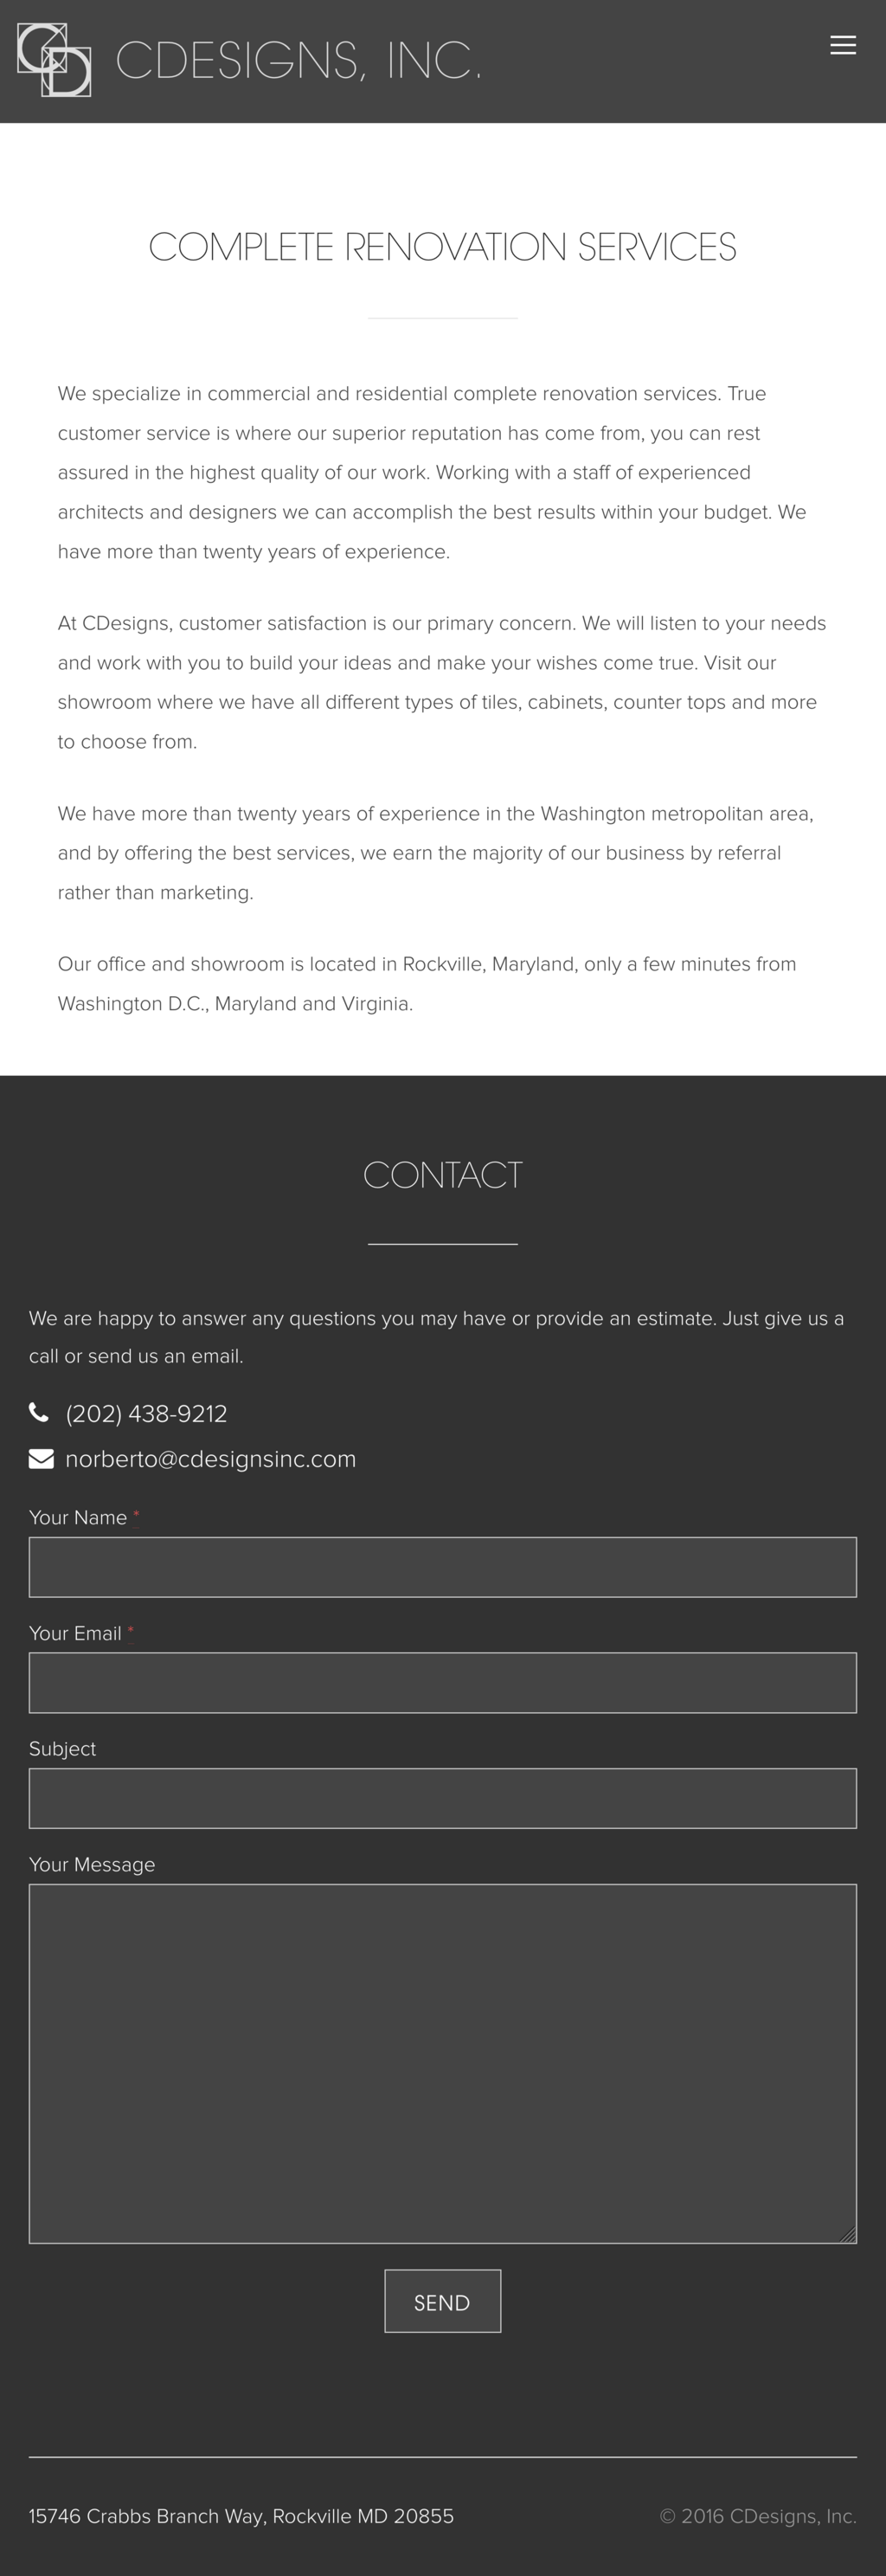 CD CDESIGNS, INC.
COMPLETE RENOVATION SERVICES
We specialize in commercial and residential complete renovation services. True
customer service is where our superior reputation has come from, you can rest
assured in the highest quality of our work. Working with a staff of experienced
architects and designers we can accomplish the best results within your budget. We
have more than twenty years of experience.
At CDesigns, customer satisfaction is our primary concern. We will listen to your needs
and work with you to build your ideas and make your wishes come true. Visit our
showroom where we have all different types of tiles, cabinets, counter tops and more
to choose from.
We have more than twenty years of experience in the Washington metropolitan area,
and by offering the best services, we earn the majority of our business by referral
rather than marketing.
Our office and showroom is located in Rockville, Maryland, only a few minutes from
Washington D.C., Maryland and Virginia.
CONTACT
We are happy to answer any questions you may have or provide an estimate. Just give us a
call or send us an email.
(202) 438-9212
norberto@cdesignsinc.com
Your Name *
Your Email *
Subject
Your Message
SEND
15746 Crabbs Branch Way, Rockville MD 20855 © 2016 CDesigns, Inc.